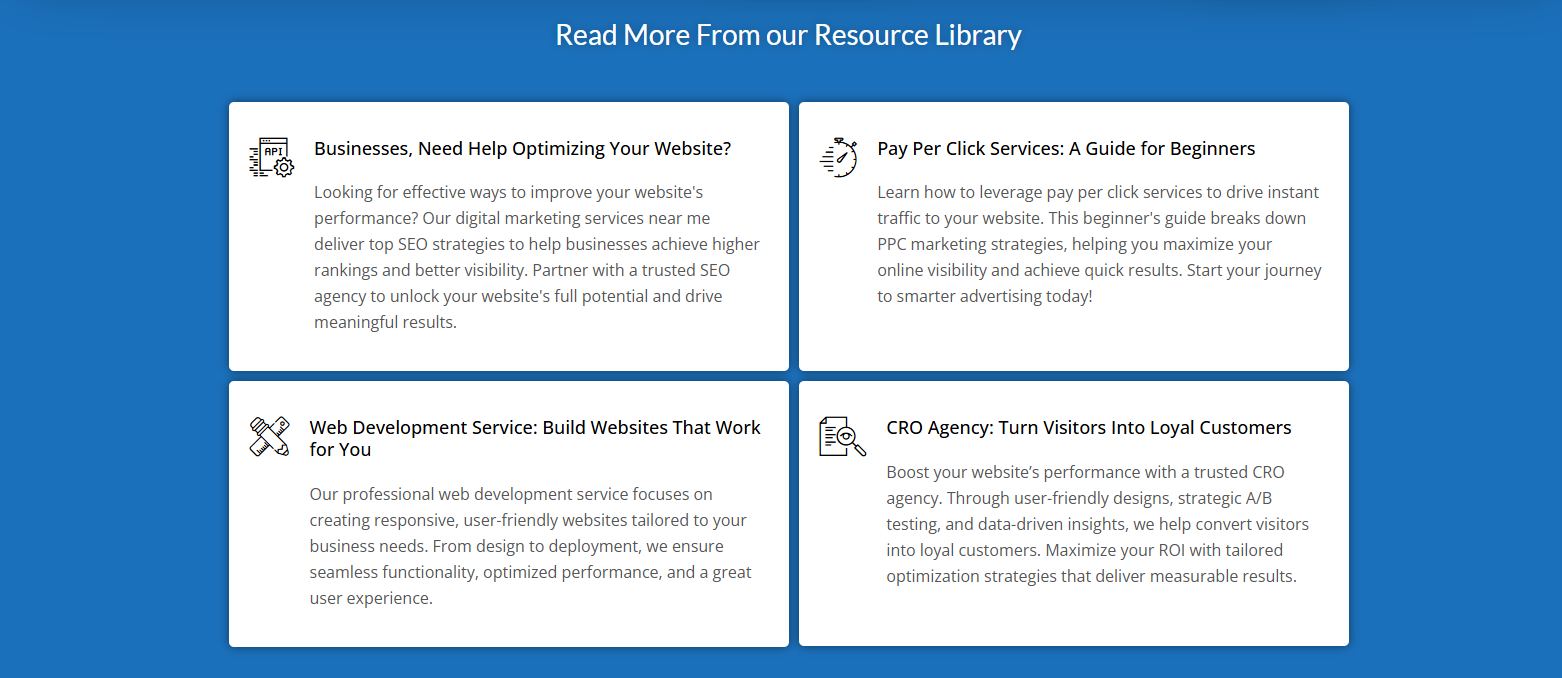 Read More From our Resource Library
API
Businesses, Need Help Optimizing Your Website?
Looking for effective ways to improve your website's
performance? Our digital marketing services near me
deliver top SEO strategies to help businesses achieve higher
rankings and better visibility. Partner with a trusted SEO
agency to unlock your website's full potential and drive
meaningful results.
Pay Per Click Services: A Guide for Beginners
Learn how to leverage pay per click services to drive instant
traffic to your website. This beginner's guide breaks down
PPC marketing strategies, helping you maximize your
online visibility and achieve quick results. Start your journey
to smarter advertising today!
Web Development Service: Build Websites That Work
for You
Our professional web development service focuses on
creating responsive, user-friendly websites tailored to your
business needs. From design to deployment, we ensure
seamless functionality, optimized performance, and a great
user experience.
CRO Agency: Turn Visitors Into Loyal Customers
Boost your website’s performance with a trusted CRO
agency. Through user-friendly designs, strategic A/B
testing, and data-driven insights, we help convert visitors
into loyal customers. Maximize your ROI with tailored
optimization strategies that deliver measurable results.